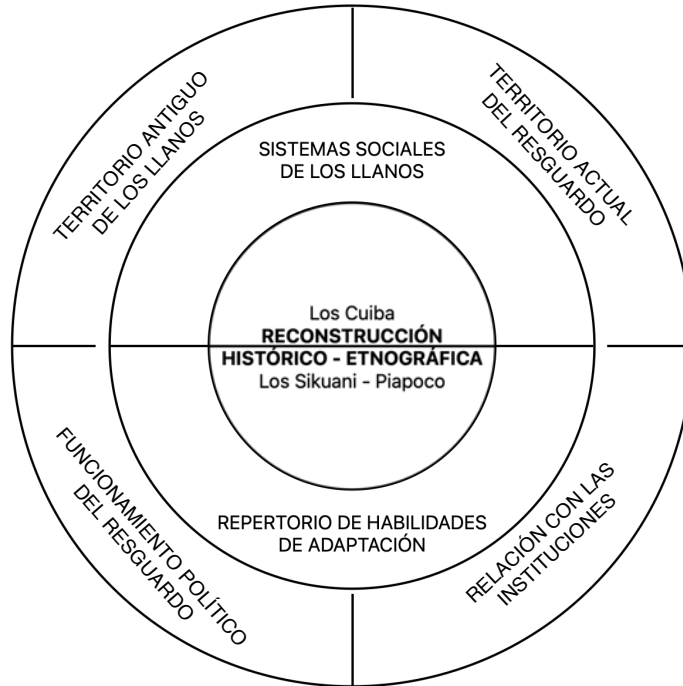 TERRITORIO ANTIGUO
DE LOS LLANOS
TERRITORIO ACTUAL
DEL RESGUARDO
SISTEMAS SOCIALES
DE LOS LLANOS
Los Cuiba
RECONSTRUCCIÓN
HISTÓRICO - ETNOGRÁFICA
Los Sikuani - Piapoco
REPERTORIO DE HABILIDADES
DE ADAPTACIÓN
FUNCIONAMIENTO POLÍTICO
DEL RESGUARDO
RELACIÓN CON LAS
INSTITUCIONES